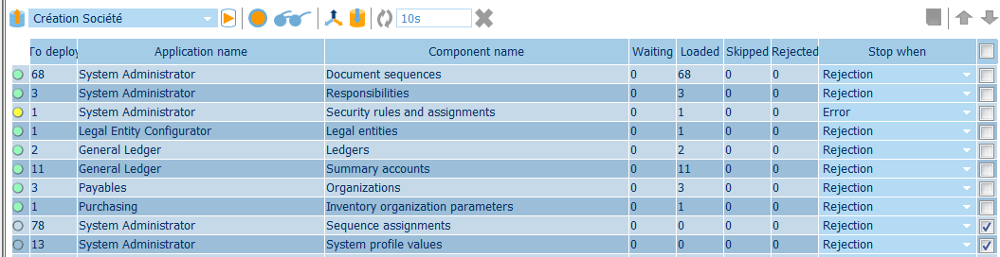 Création Société 10s
To deploy Application name Component name Waiting Loaded Skipped Rejected Stop when
68 System Administrator Document sequences 0 68 0 0 Rejection
3 System Administrator Responsibilities 0 3 0 0 Rejection
1 System Administrator Security rules and assignments 0 1 0 0 Error
1 Legal Entity Configurator Legal entities 0 1 0 0 Rejection
2 General Ledger Ledgers 0 2 0 0 Rejection
11 General Ledger Summary accounts 0 11 0 0 Rejection
3 Payables Organizations 0 3 0 0 Rejection
1 Purchasing Inventory organization parameters 0 1 0 0 Rejection
78 System Administrator Sequence assignments 0 0 0 0 Rejection
13 System Administrator System profile values 0 0 0 0 Rejection